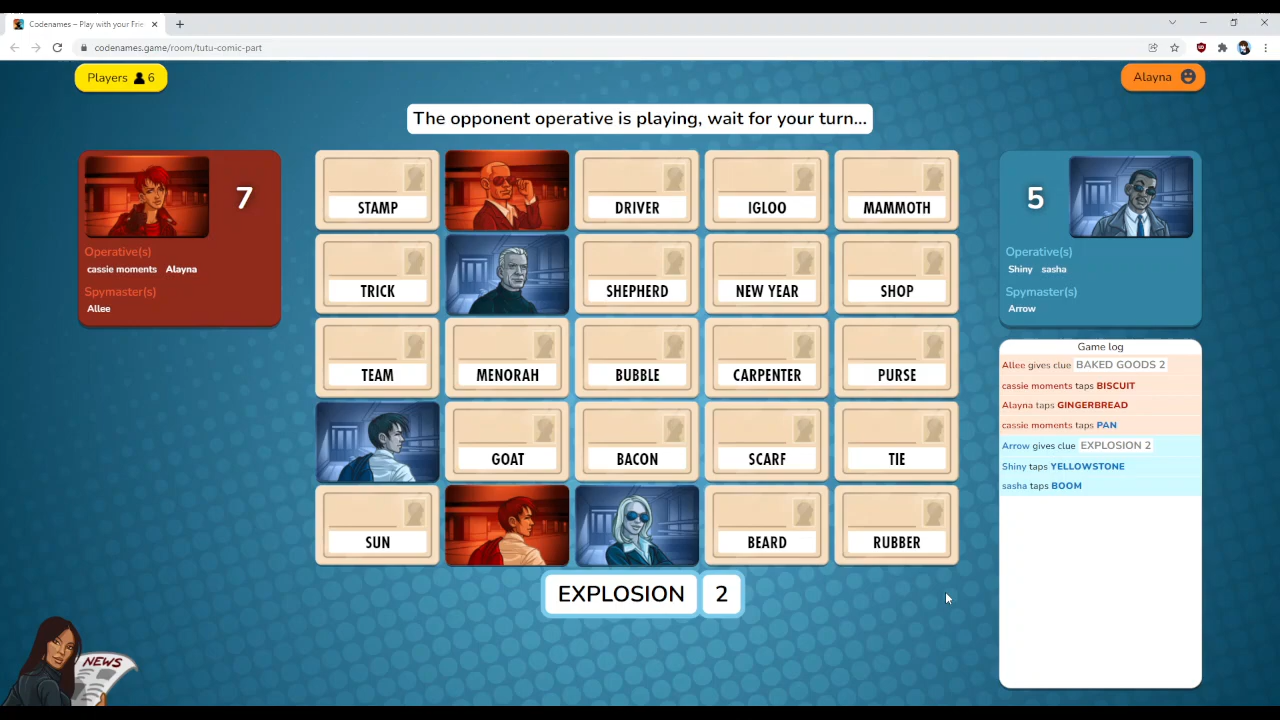 Codenames – Play with your Frie
codenames.game/room/tutu-comic-part
Players 6
Alayna
The opponent operative is playing, wait for your turn...
7
Operative(s)
cassie moments Alayna
Spymaster(s)
Allee
STAMP
DRIVER
IGLOO
MAMMOTH
TRICK
SHEPHERD
NEW YEAR
SHOP
TEAM
MENORAH
BUBBLE
CARPENTER
PURSE
GOAT
BACON
SCARF
TIE
SUN
BEARD
RUBBER
EXPLOSION 2
NEWS
5
Operative(s)
Shiny sasha
Spymaster(s)
Arrow
Game log
Allee gives clue BAKED GOODS 2
cassie moments taps BISCUIT
Alayna taps GINGERBREAD
cassie moments taps PAN
Arrow gives clue EXPLOSION 2
Shiny taps YELLOWSTONE
sasha taps BOOM